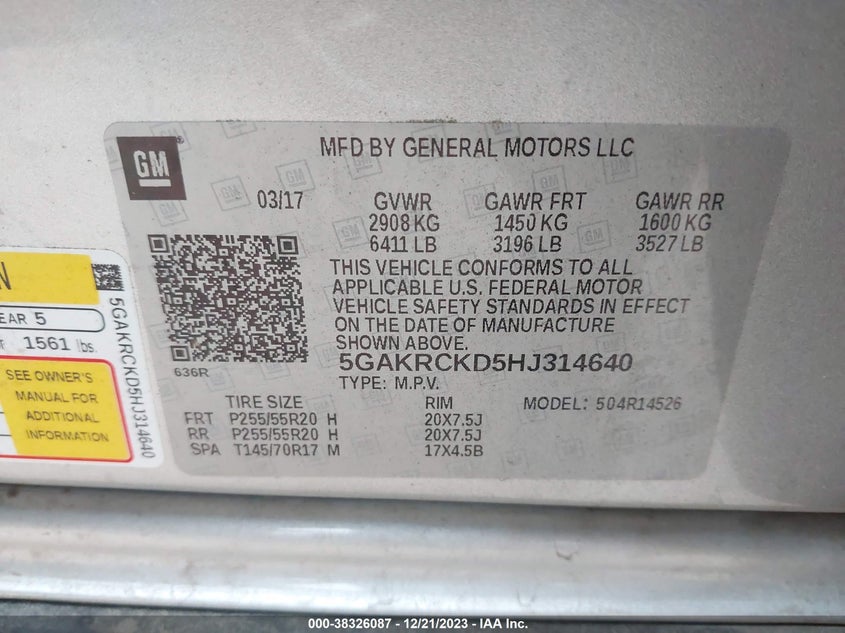 GM
MFD BY GENERAL MOTORS LLC
03/17 GVWR GAWR FRT GAWR RR
2908 KG 1450 KG 1600 KG
6411 LB 3196 LB 3527 LB
THIS VEHICLE CONFORMS TO ALL
APPLICABLE U.S. FEDERAL MOTOR
VEHICLE SAFETY STANDARDS IN EFFECT
ON THE DATE OF MANUFACTURE
SHOWN ABOVE.
636R
5GAKRCKD5HJ314640
TYPE: M.P.V.
TIRE SIZE RIM MODEL: 504R14526
FRT P255/55R20 H 20X7.5J
RR P255/55R20 H 20X7.5J
SPA T145/70R17 M 17X4.5B
N
EAR 5
1561 lbs.
SEE OWNER'S
MANUAL FOR
ADDITIONAL
INFORMATION
5GAKRCKD5HJ314640
000-38326087 - 12/21/2023 - IAA Inc.